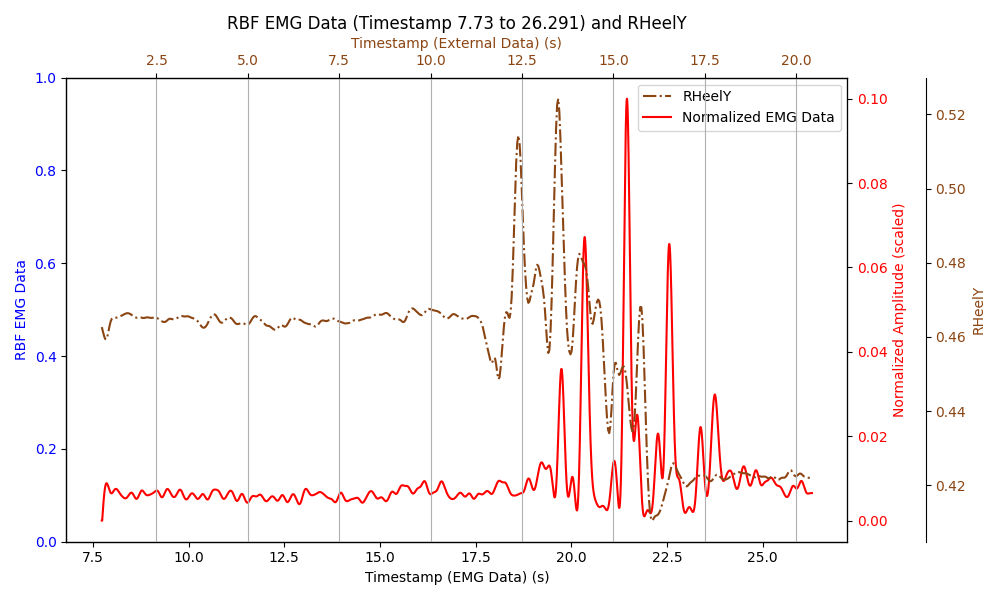 RBF EMG Data (Timestamp 7.73 to 26.291) and RHeelY
Timestamp (External Data) (s)
2.5 5.0 7.5 10.0 12.5 15.0 17.5 20.0
RHeelY
Normalized EMG Data
RBF EMG Data
1.0
0.8
0.6
0.4
0.2
0.0
0.10
0.08
0.06
0.04
0.02
0.00
Normalized Amplitude (scaled)
0.52
0.50
0.48
0.46
0.44
0.42
RHeelY
7.5 10.0 12.5 15.0 17.5 20.0 22.5 25.0
Timestamp (EMG Data) (s)